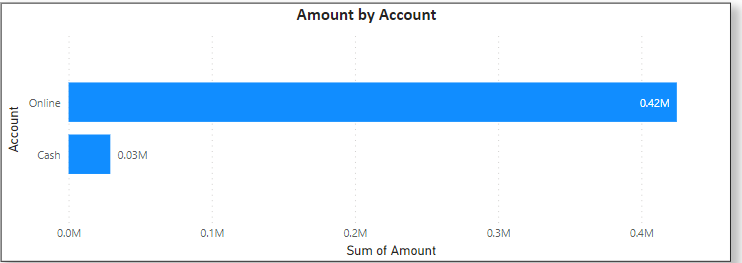 Amount by Account
Account
Online
0.42M
Cash
0.03M
0.0M 0.1M 0.2M 0.3M 0.4M
Sum of Amount